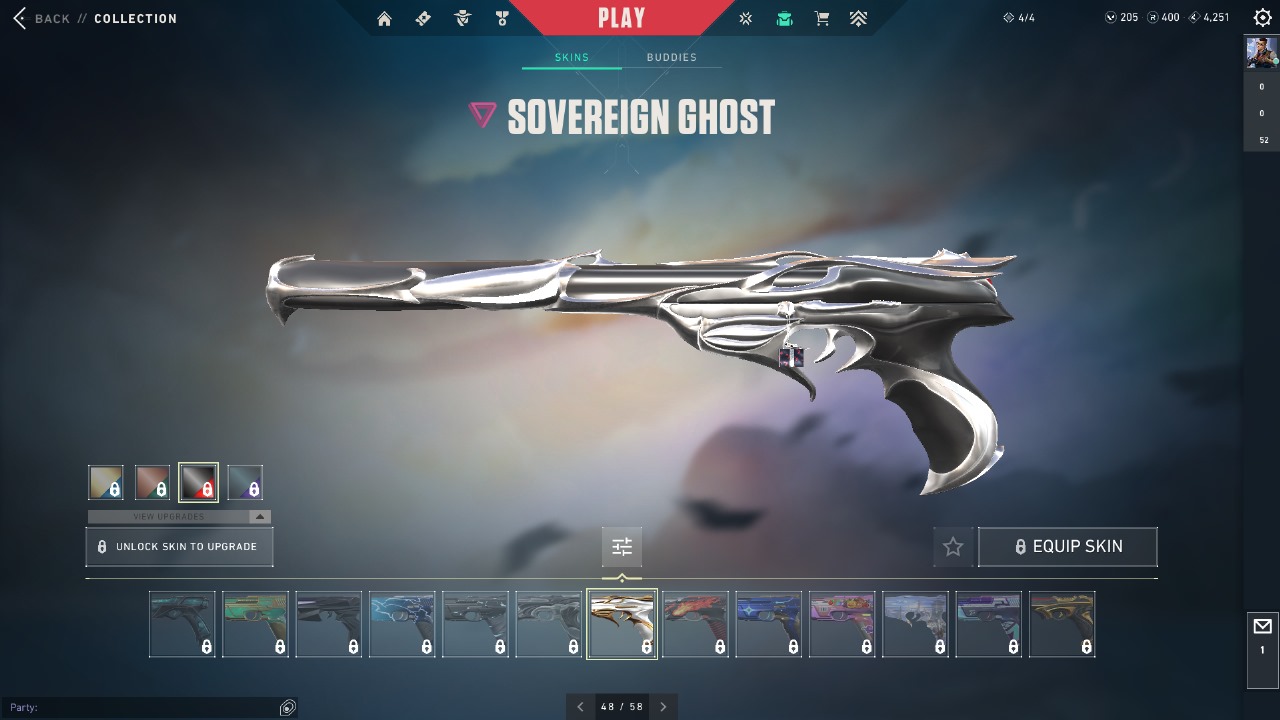 BACK // COLLECTION
PLAY
4/4
205
400
4,251
SKINS
BUDDIES
SOVEREIGN GHOST
0
0
52
VIEW UPGRADES
UNLOCK SKIN TO UPGRADE
EQUIP SKIN
1
Party:
48 / 58